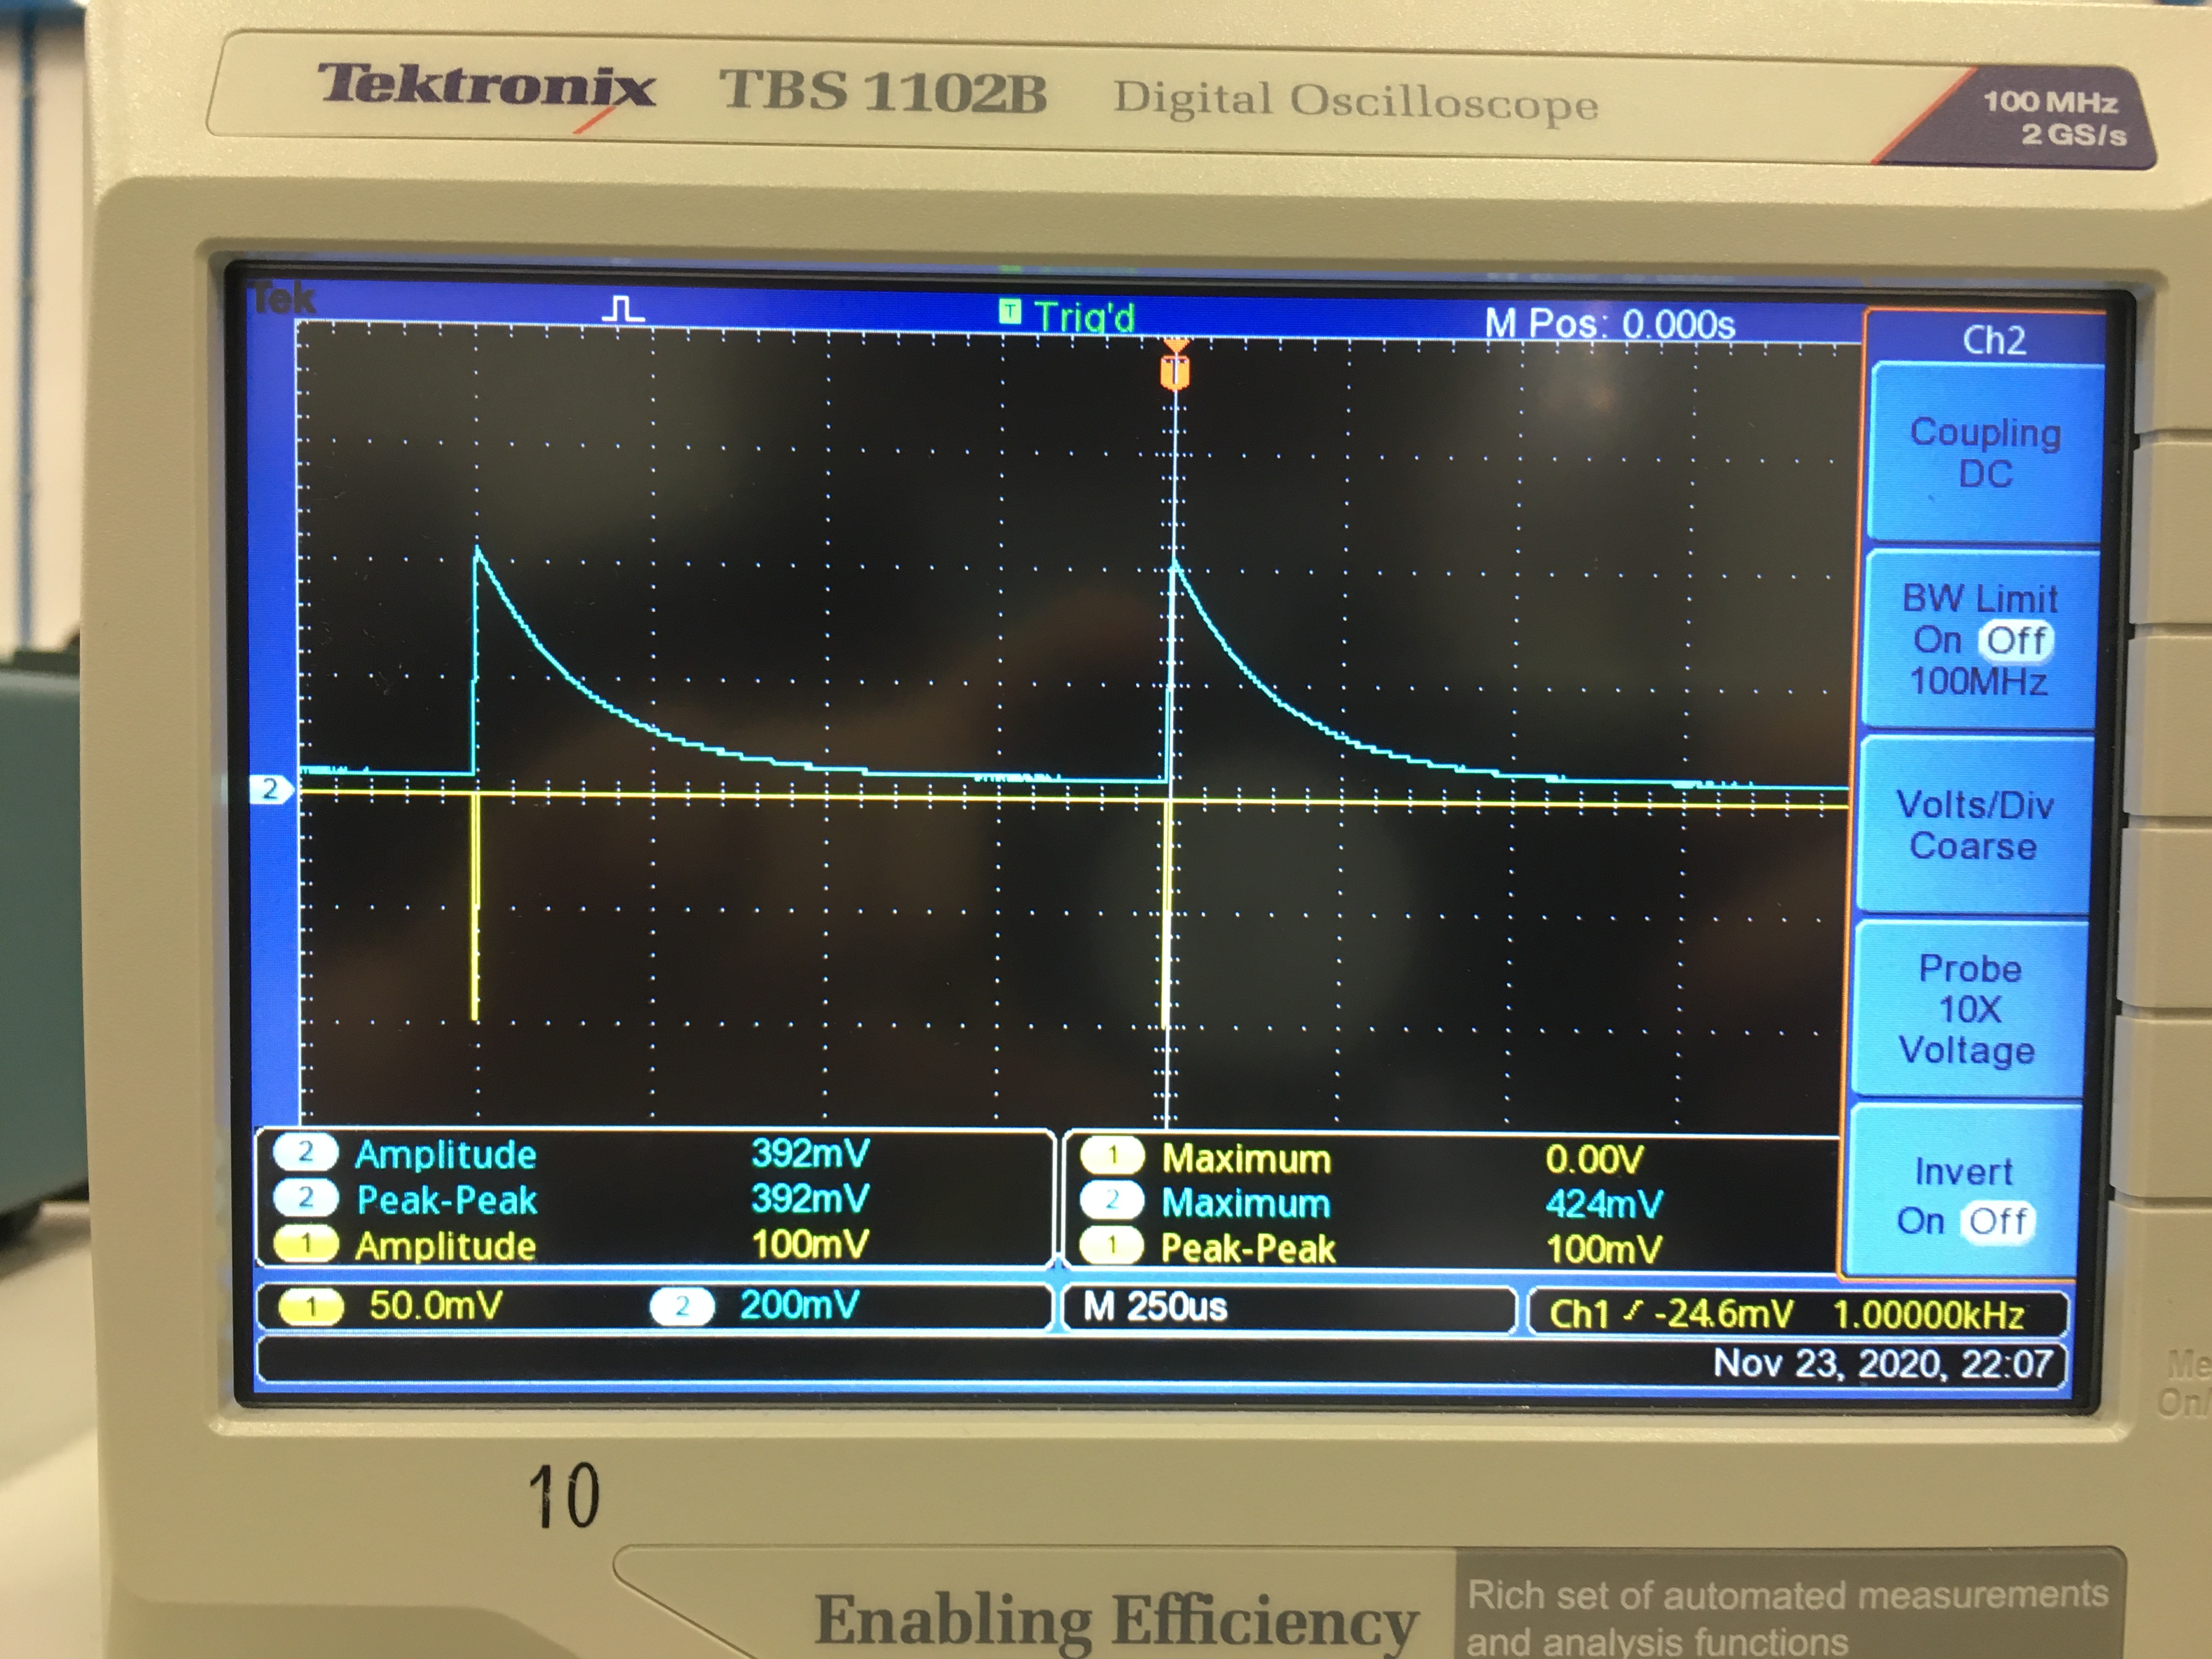 Tektronix TBS 1102B Digital Oscilloscope
100 MHz
2 GS/s
Tek
T Trig'd
M Pos: 0.000s
T
Ch2
Coupling
DC
BW Limit
On Off
100MHz
Volts/Div
Coarse
Probe
10X
Voltage
Invert
On Off
2
2 Amplitude 392mV
2 Peak-Peak 392mV
1 Amplitude 100mV
1 Maximum 0.00V
2 Maximum 424mV
1 Peak-Peak 100mV
1 50.0mV 2 200mV
M 250us
Ch1 -24.6mV 1.00000kHz
Nov 23, 2020, 22:07
10
Enabling Efficiency
Rich set of automated measurements
and analysis functions